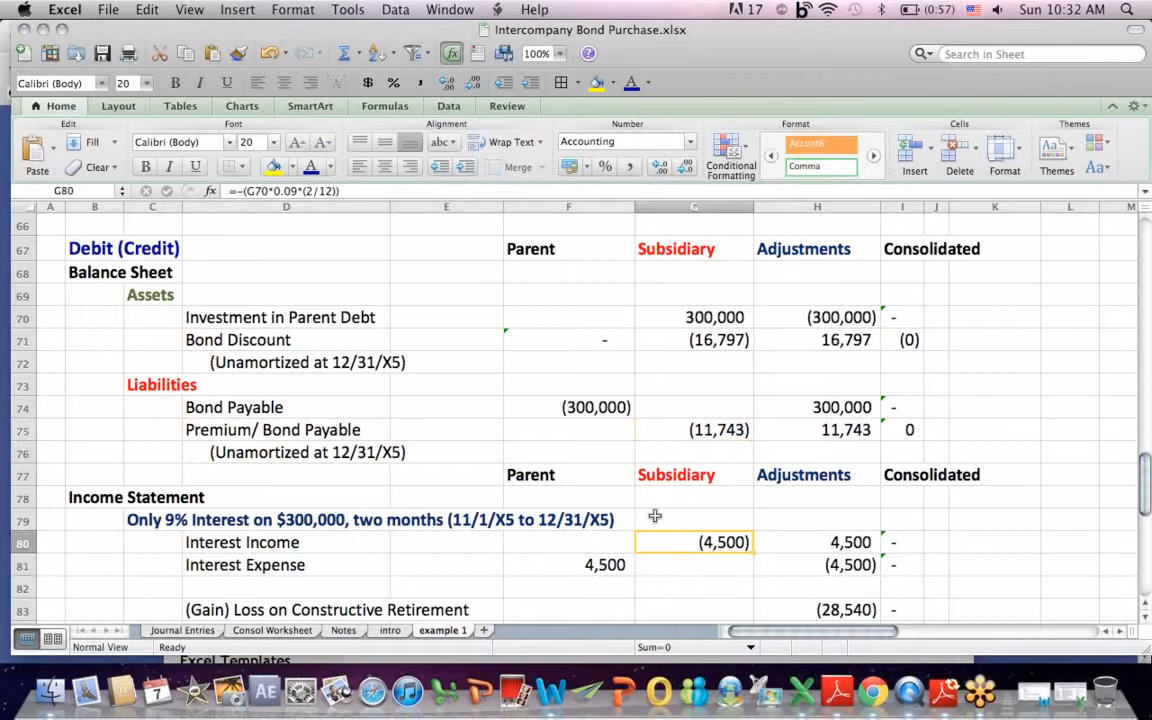 Excel File Edit View Insert Format Tools Data Window Help 17 (0:57) Sun 10:32 AM
Intercompany Bond Purchase.xlsx
100% Search in Sheet
Calibri (Body) 20 B I U $ % , A
Home Layout Tables Charts SmartArt Formulas Data Review
Edit Font Alignment Number Format Cells Themes
Paste Fill Clear Calibri (Body) 20 A A abc Wrap Text Accounting Accent6
B I U A Merge % , Conditional Formatting Comma Insert Delete Format Themes Aa
G80 fx =-(G70*0.09*(2/12))
A B C D E F G H I J K L M
66
67 Debit (Credit) Parent Subsidiary Adjustments Consolidated
68 Balance Sheet
69 Assets
70 Investment in Parent Debt 300,000 (300,000) -
71 Bond Discount - (16,797) 16,797 (0)
72 (Unamortized at 12/31/X5)
73 Liabilities
74 Bond Payable (300,000) 300,000 -
75 Premium/ Bond Payable (11,743) 11,743 0
76 (Unamortized at 12/31/X5)
77 Parent Subsidiary Adjustments Consolidated
78 Income Statement
79 Only 9% Interest on $300,000, two months (11/1/X5 to 12/31/X5)
80 Interest Income (4,500) 4,500 -
81 Interest Expense 4,500 (4,500) -
82
83 (Gain) Loss on Constructive Retirement (28,540) -
Journal Entries Consol Worksheet Notes intro example 1 +
Normal View Ready Sum=0
Excel Templates